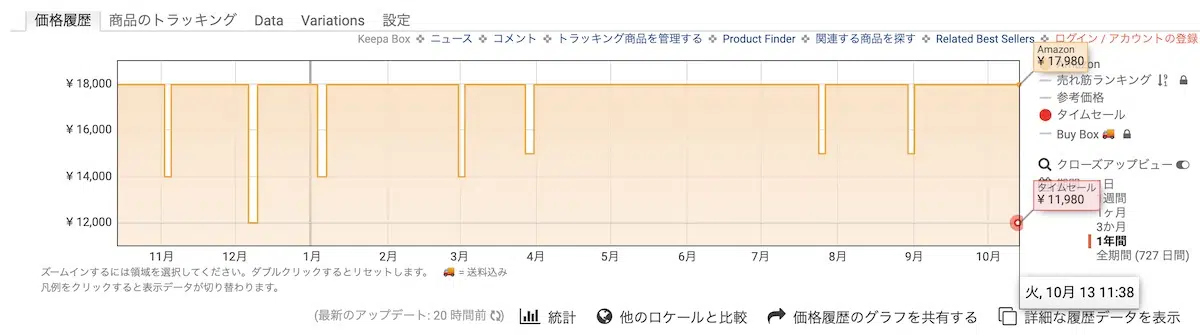 価格履歴 商品のトラッキング Data Variations 設定
Keepa Box ❖ ニュース ❖ コメント ❖ トラッキング商品を管理する ❖ Product Finder ❖ 関連する商品を探す ❖ Related Best Sellers ❖ ログイン / アカウントの登録
Amazon
¥ 17,980
売れ筋ランキング
参考価格
タイムセール
Buy Box
クローズアップビュー
タイムセール
¥ 11,980
1ヶ月
3か月
1年間
全期間 (727 日間)
¥ 18,000
¥ 16,000
¥ 14,000
¥ 12,000
11月 12月 1月 2月 3月 4月 5月 6月 7月 8月 9月 10月
ズームインするには領域を選択してください。ダブルクリックするとリセットします。 = 送料込み
凡例をクリックすると表示データが切り替わります。
火, 10月 13 11:38
(最新のアップデート: 20 時間前) 統計 他のロケールと比較 価格履歴のグラフを共有する 詳細な履歴データを表示